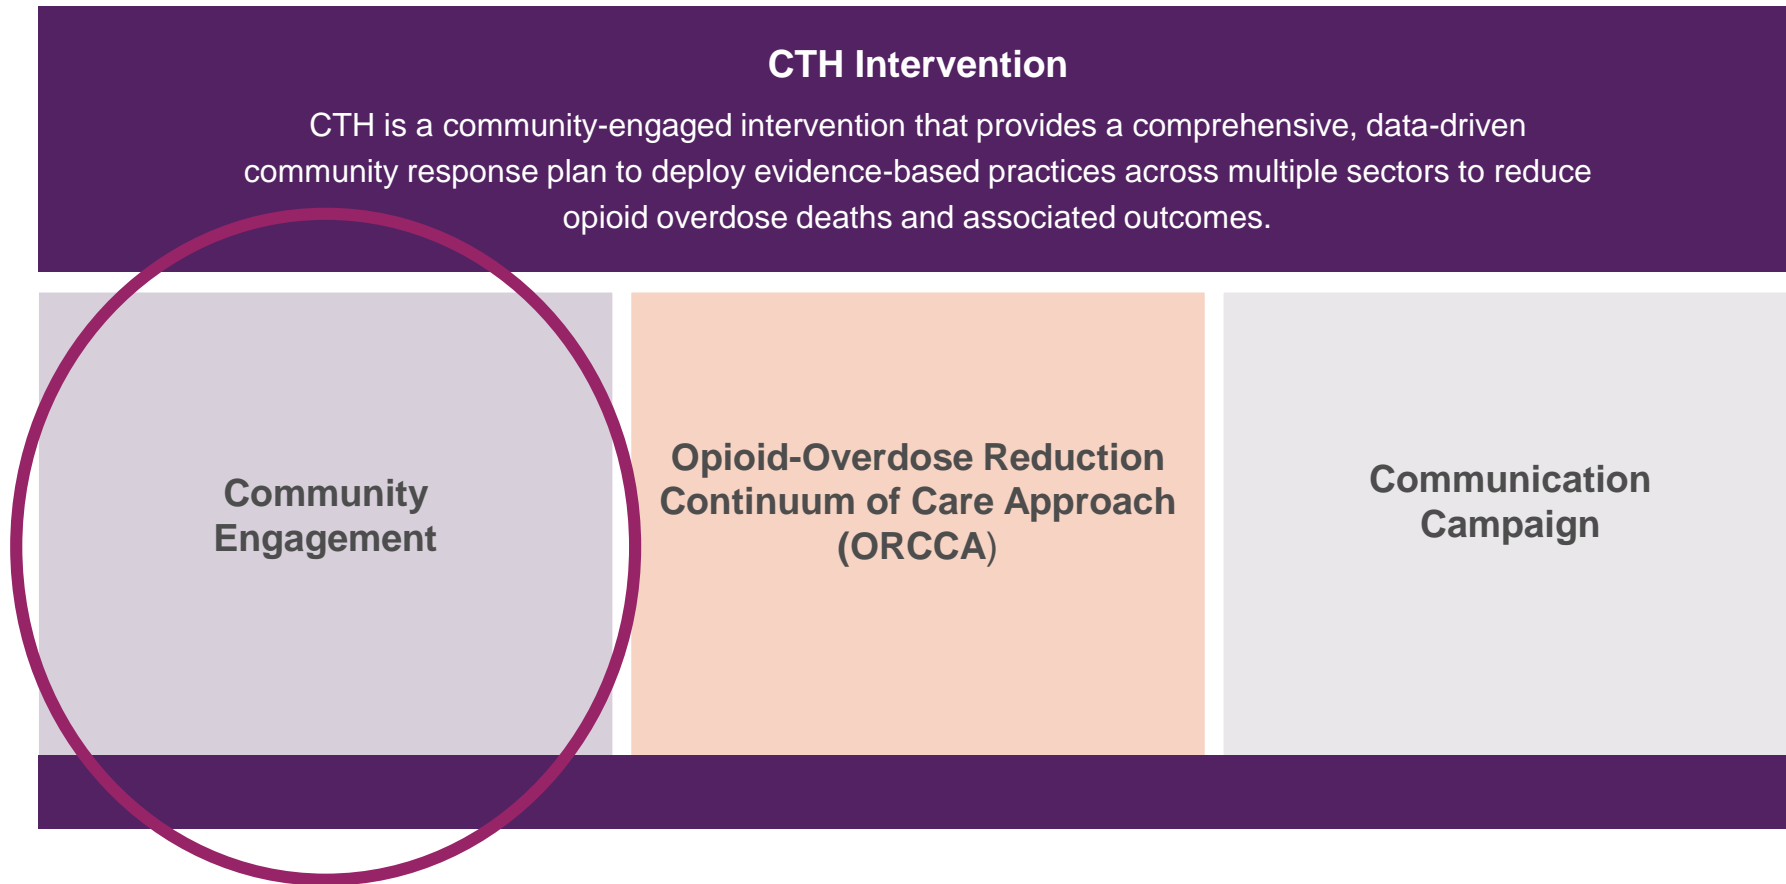 CTH Intervention
CTH is a community-engaged intervention that provides a comprehensive, data-driven
community response plan to deploy evidence-based practices across multiple sectors to reduce
opioid overdose deaths and associated outcomes.
Community
Engagement
Opioid-Overdose Reduction
Continuum of Care Approach
(ORCCA)
Communication
Campaign